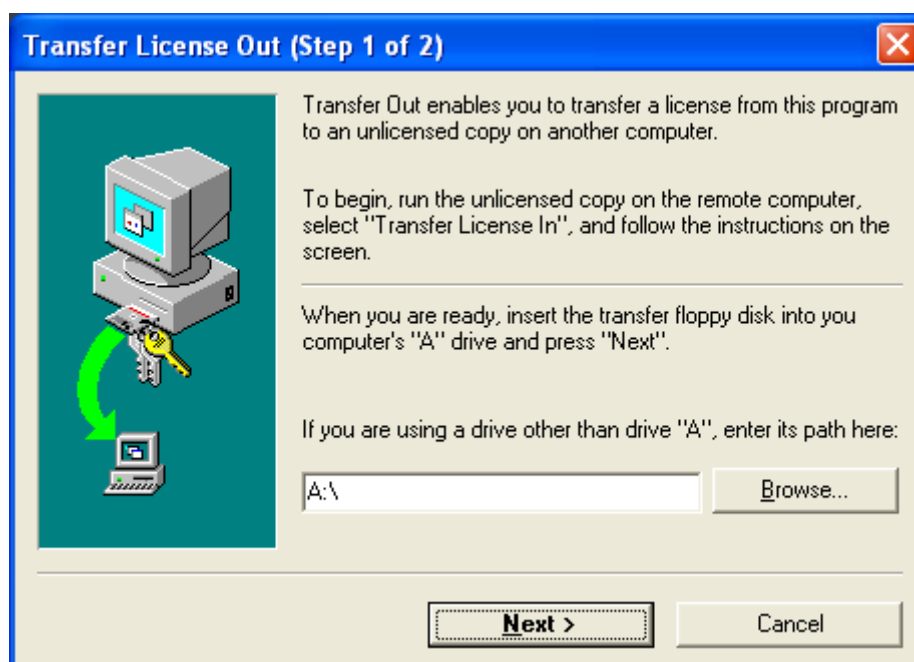 Transfer License Out (Step 1 of 2)
Transfer Out enables you to transfer a license from this program
to an unlicensed copy on another computer.
To begin, run the unlicensed copy on the remote computer,
select "Transfer License In", and follow the instructions on the
screen.
When you are ready, insert the transfer floppy disk into you
computer's "A" drive and press "Next".
If you are using a drive other than drive "A", enter its path here:
A:\
Browse...
Next >
Cancel